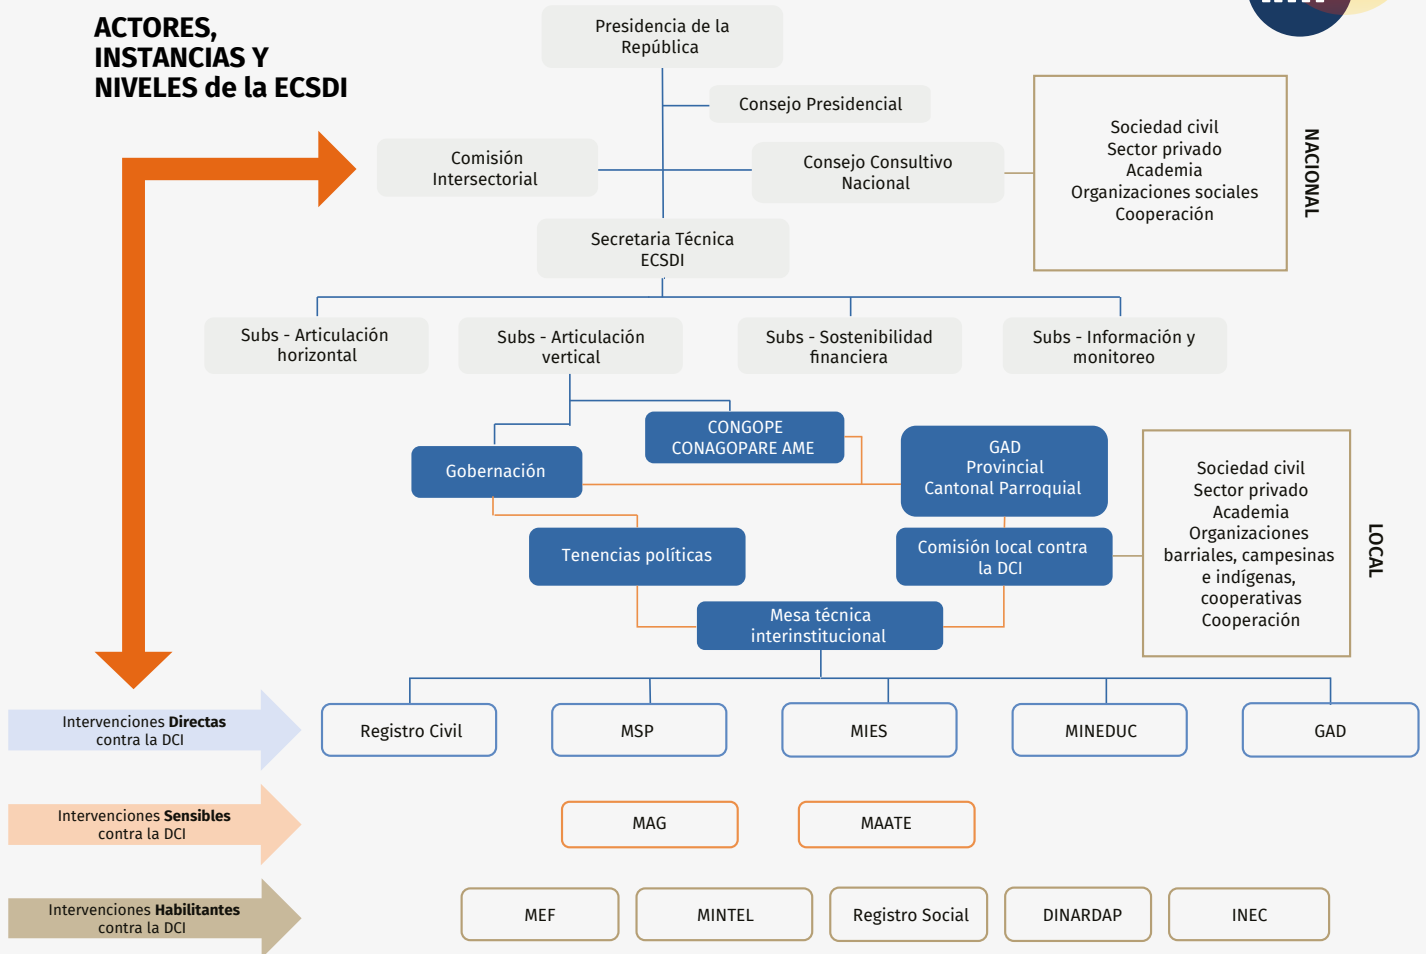 ACTORES,
INSTANCIAS Y
NIVELES de la ECSDI
Presidencia de la
República
Consejo Presidencial
Comisión
Intersectorial
Consejo Consultivo
Nacional
Sociedad civil
Sector privado
Academia
Organizaciones sociales
Cooperación
NACIONAL
Secretaria Técnica
ECSDI
Subs - Articulación
horizontal
Subs - Articulación
vertical
Subs - Sostenibilidad
financiera
Subs - Información y
monitoreo
CONGOPE
CONAGOPARE AME
Gobernación
GAD
Provincial
Cantonal Parroquial
Tenencias políticas
Comisión local contra
la DCI
Sociedad civil
Sector privado
Academia
Organizaciones
barriales, campesinas
e indígenas,
cooperativas
Cooperación
LOCAL
Mesa técnica
interinstitucional
Intervenciones Directas
contra la DCI
Registro Civil
MSP
MIES
MINEDUC
GAD
Intervenciones Sensibles
contra la DCI
MAG
MAATE
Intervenciones Habilitantes
contra la DCI
MEF
MINTEL
Registro Social
DINARDAP
INEC